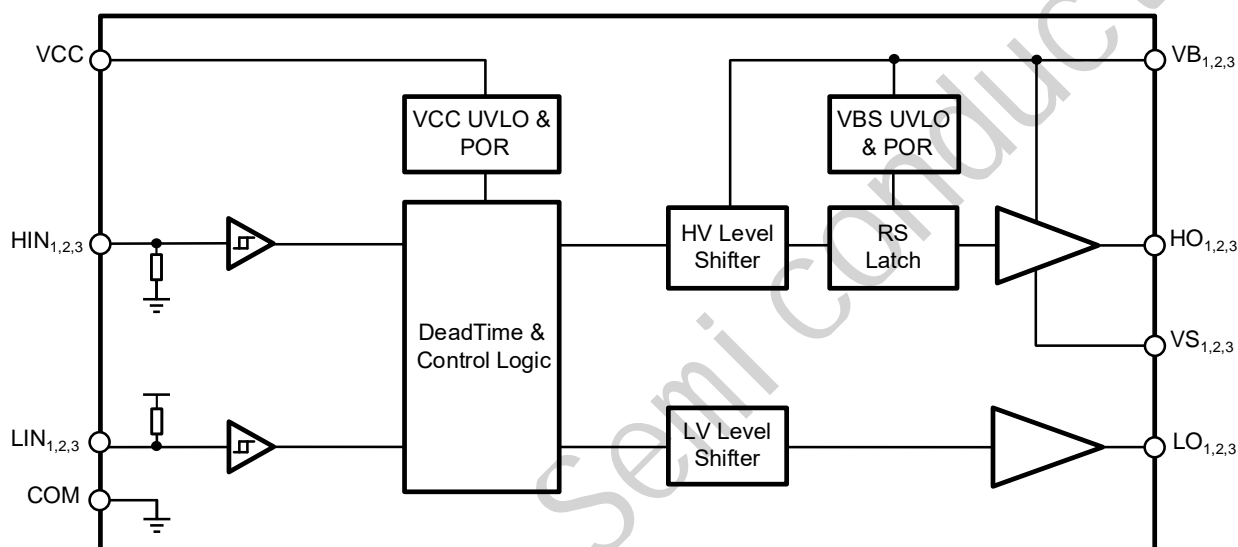 VCC
VB1,2,3
VCC UVLO &
POR
VBS UVLO
& POR
HIN1,2,3
HV Level
Shifter
RS
Latch
HO1,2,3
DeadTime &
Control Logic
VS1,2,3
LIN1,2,3
LV Level
Shifter
LO1,2,3
COM
Semi conduct